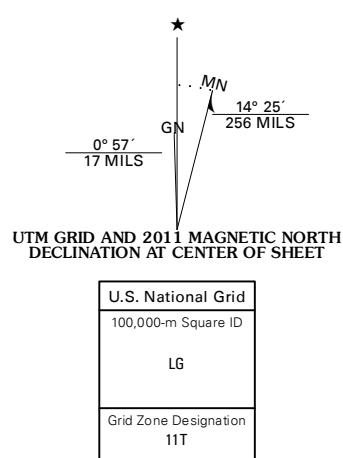 ★
MN
GN
14° 25´
256 MILS
0° 57´
17 MILS
UTM GRID AND 2011 MAGNETIC NORTH
DECLINATION AT CENTER OF SHEET
U.S. National Grid
100,000-m Square ID
LG
Grid Zone Designation
11T